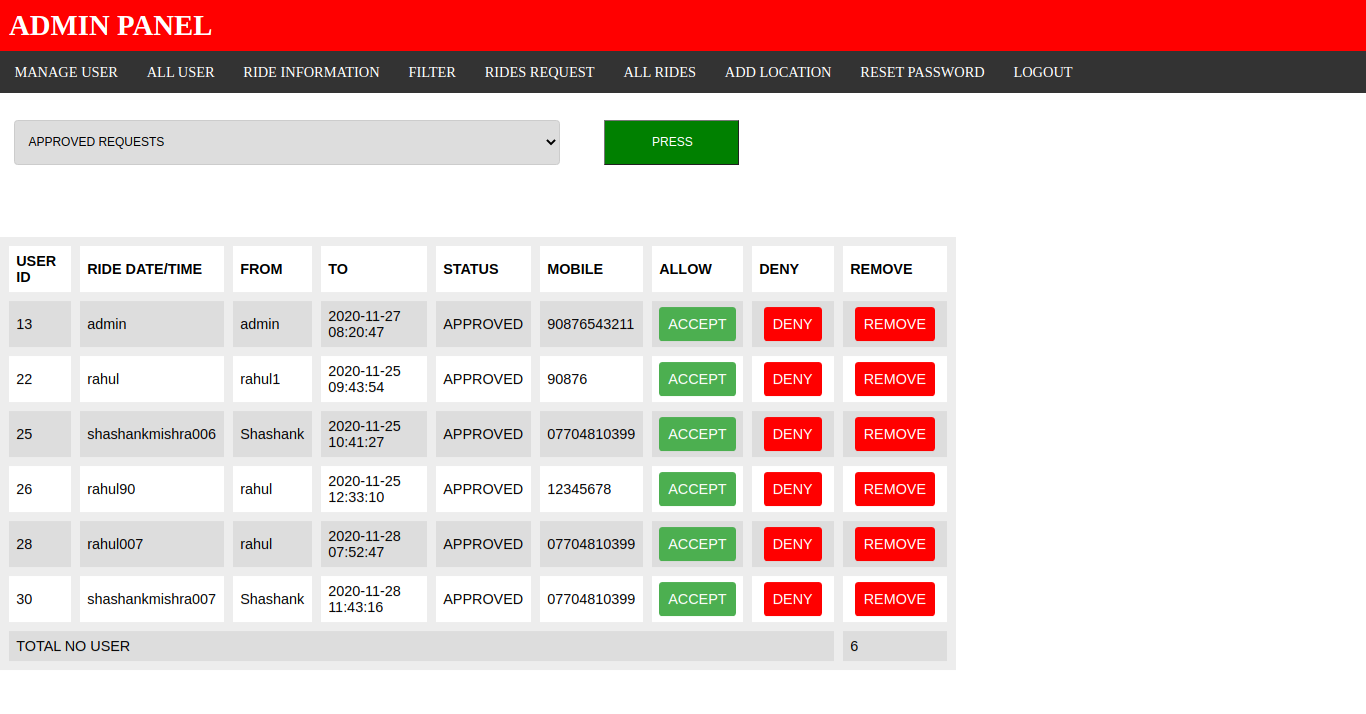 ADMIN PANEL
MANAGE USER ALL USER RIDE INFORMATION FILTER RIDES REQUEST ALL RIDES ADD LOCATION RESET PASSWORD LOGOUT
APPROVED REQUESTS PRESS
USER ID RIDE DATE/TIME FROM TO STATUS MOBILE ALLOW DENY REMOVE
13 admin admin 2020-11-27 08:20:47 APPROVED 90876543211 ACCEPT DENY REMOVE
22 rahul rahul1 2020-11-25 09:43:54 APPROVED 90876 ACCEPT DENY REMOVE
25 shashankmishra006 Shashank 2020-11-25 10:41:27 APPROVED 07704810399 ACCEPT DENY REMOVE
26 rahul90 rahul 2020-11-25 12:33:10 APPROVED 12345678 ACCEPT DENY REMOVE
28 rahul007 rahul 2020-11-28 07:52:47 APPROVED 07704810399 ACCEPT DENY REMOVE
30 shashankmishra007 Shashank 2020-11-28 11:43:16 APPROVED 07704810399 ACCEPT DENY REMOVE
TOTAL NO USER 6